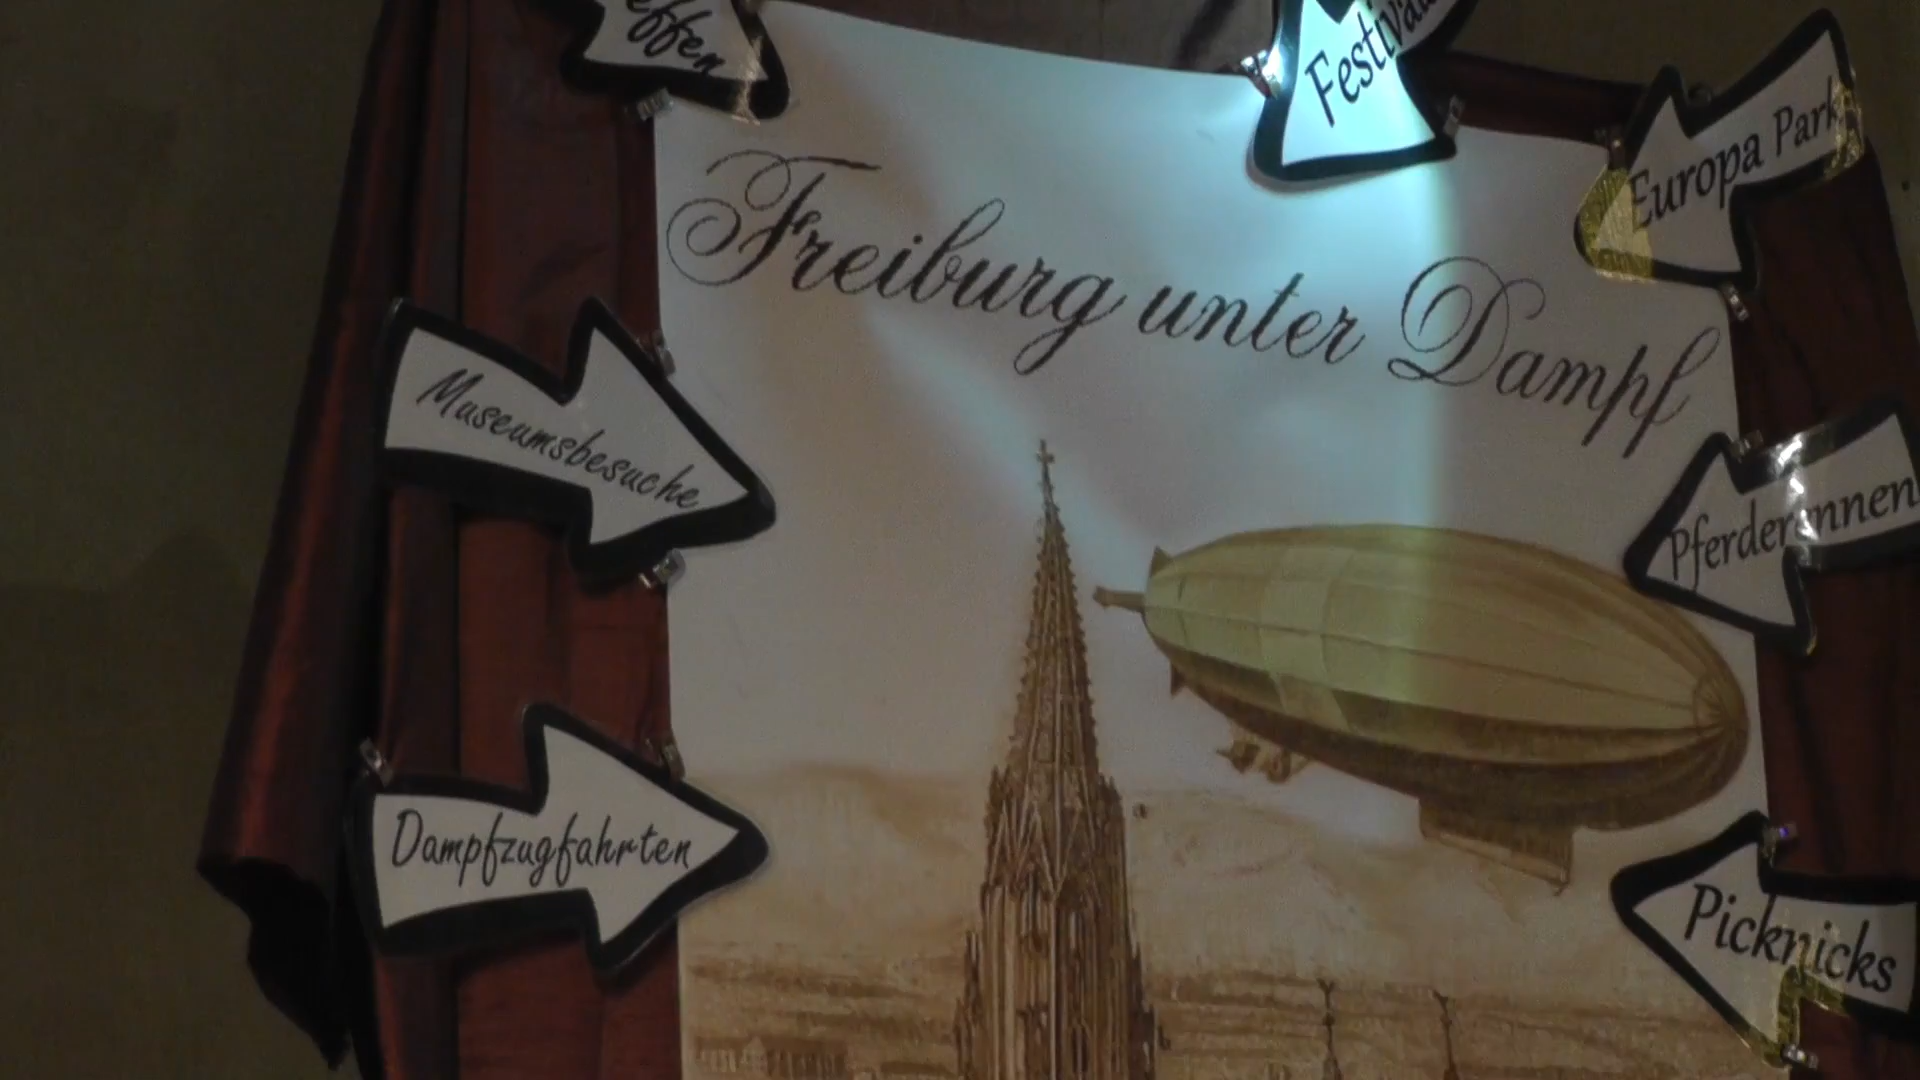 Freiburg unter Dampf
Europa Park
Museumsbesuche
Pferderennen
Dampfzugfahrten
Picknicks